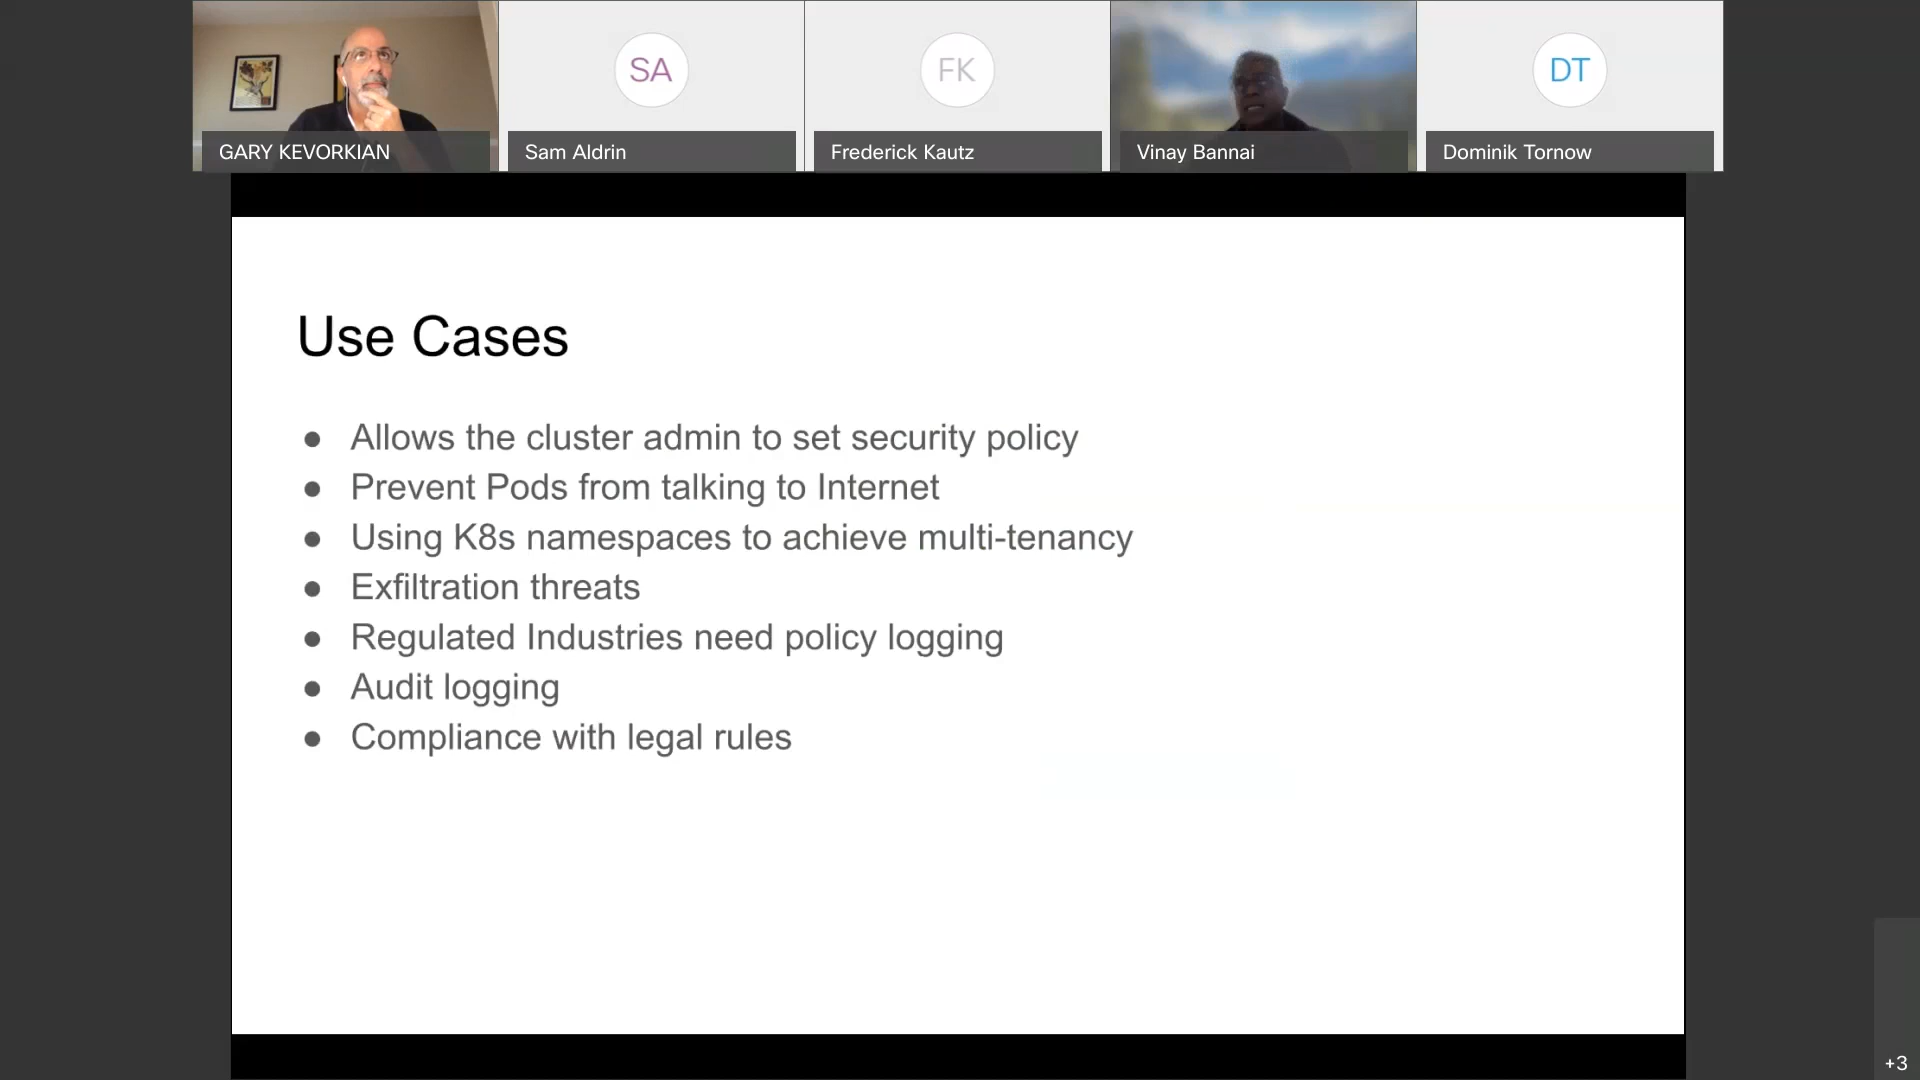 SA
FK
DT
GARY KEVORKIAN
Sam Aldrin
Frederick Kautz
Vinay Bannai
Dominik Tornow
Use Cases
● Allows the cluster admin to set security policy
● Prevent Pods from talking to Internet
● Using K8s namespaces to achieve multi-tenancy
● Exfiltration threats
● Regulated Industries need policy logging
● Audit logging
● Compliance with legal rules
+3